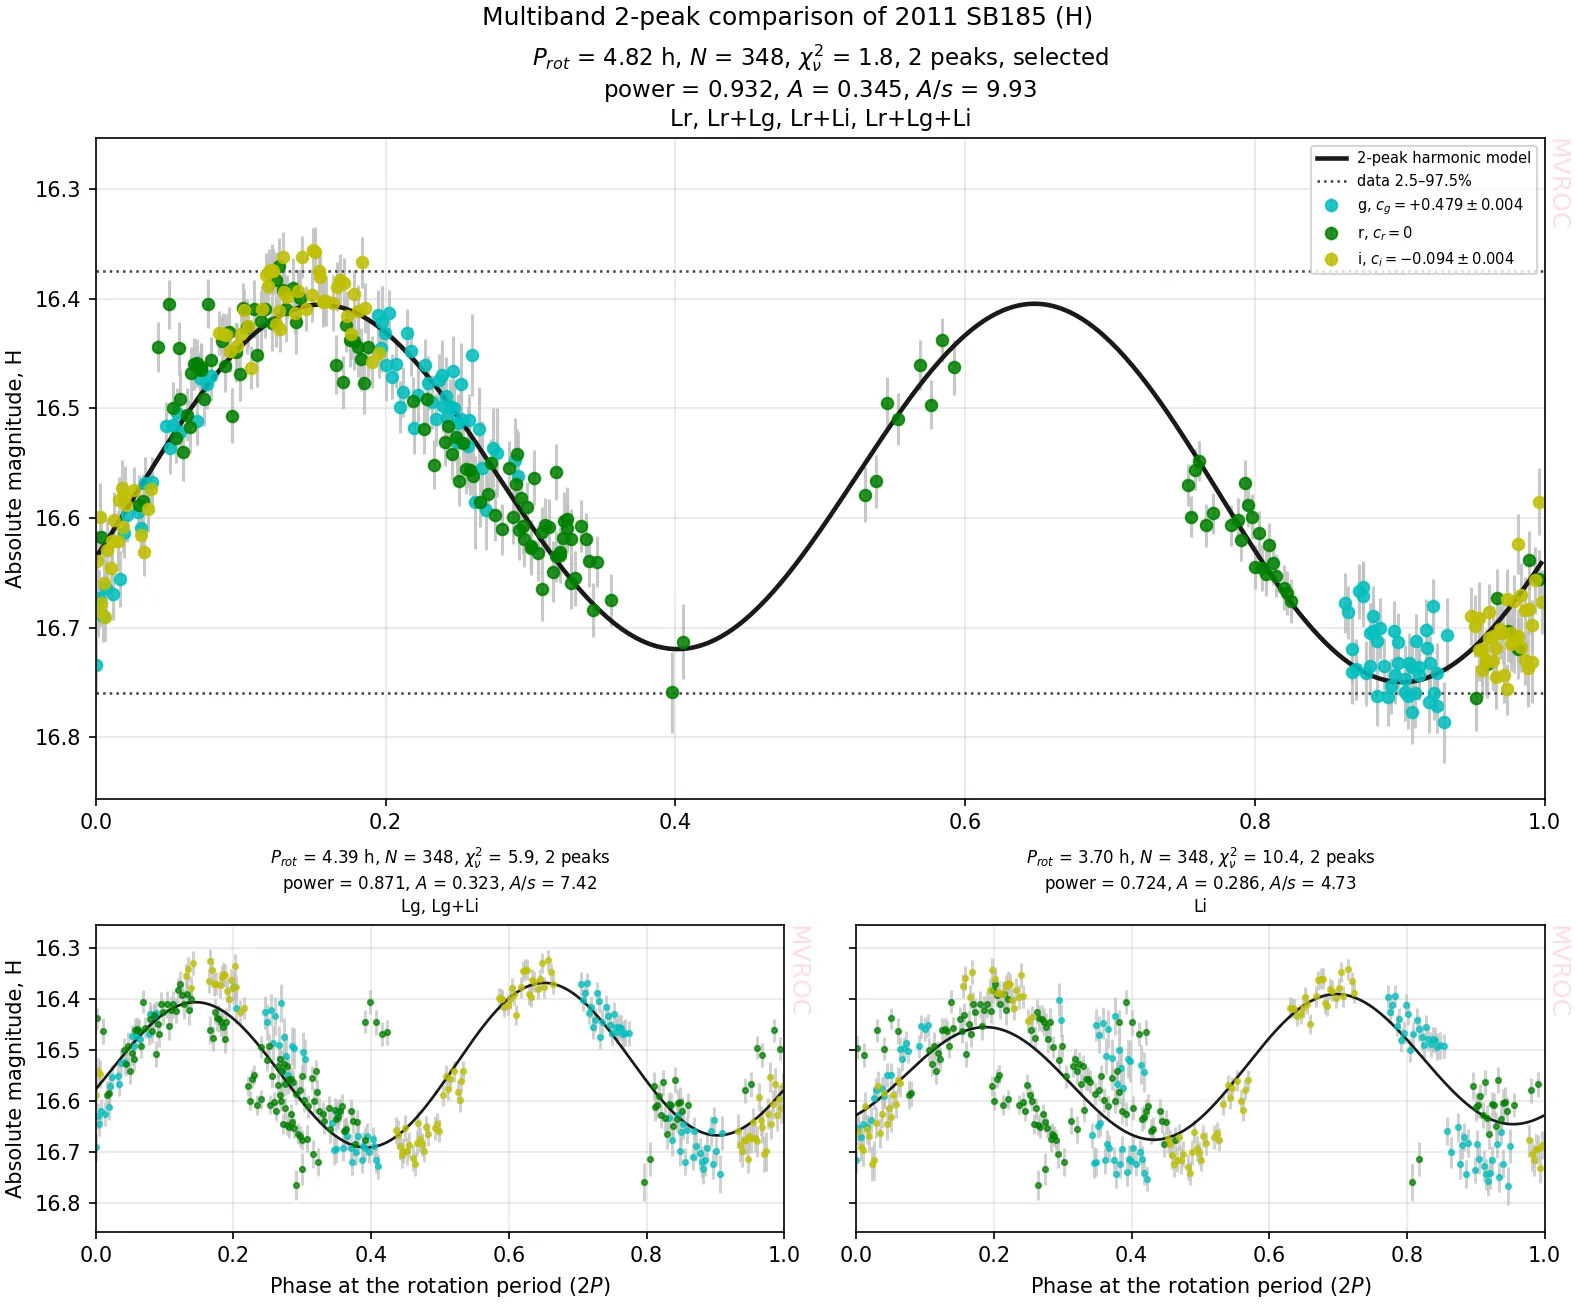 Multiband 2-peak comparison of 2011 SB185 (H)
P_rot = 4.82 h, N = 348, χ²_ν = 1.8, 2 peaks, selected
power = 0.932, A = 0.345, A/s = 9.93
Lr, Lr+Lg, Lr+Li, Lr+Lg+Li
2-peak harmonic model
data 2.5–97.5%
g, c_g = +0.479 ± 0.004
r, c_r = 0
i, c_i = −0.094 ± 0.004
MVROC
Absolute magnitude, H
16.3
16.4
16.5
16.6
16.7
16.8
0.0 0.2 0.4 0.6 0.8 1.0
P_rot = 4.39 h, N = 348, χ²_ν = 5.9, 2 peaks
power = 0.871, A = 0.323, A/s = 7.42
Lg, Lg+Li
MVROC
Absolute magnitude, H
16.3
16.4
16.5
16.6
16.7
16.8
0.0 0.2 0.4 0.6 0.8 1.0
Phase at the rotation period (2P)
P_rot = 3.70 h, N = 348, χ²_ν = 10.4, 2 peaks
power = 0.724, A = 0.286, A/s = 4.73
Li
MVROC
0.0 0.2 0.4 0.6 0.8 1.0
Phase at the rotation period (2P)